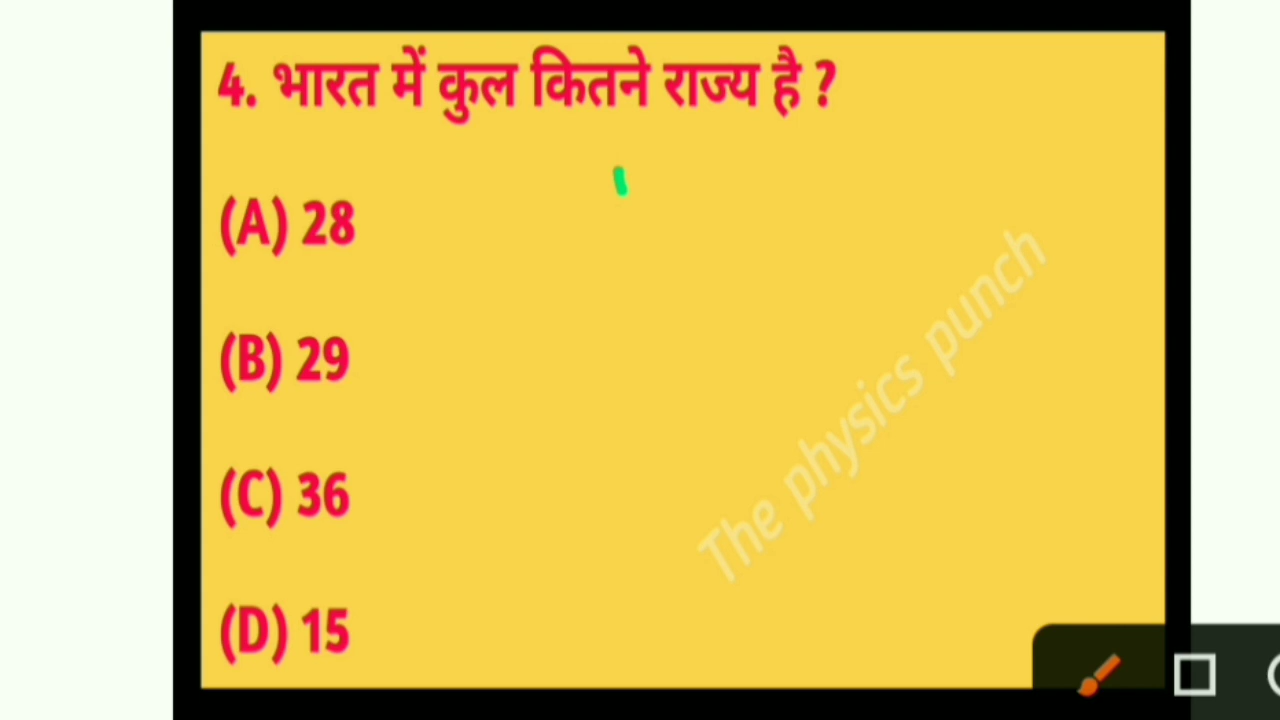 4. भारत में कुल कितने राज्य है ?
(A) 28
(B) 29
(C) 36
(D) 15
The physics punch